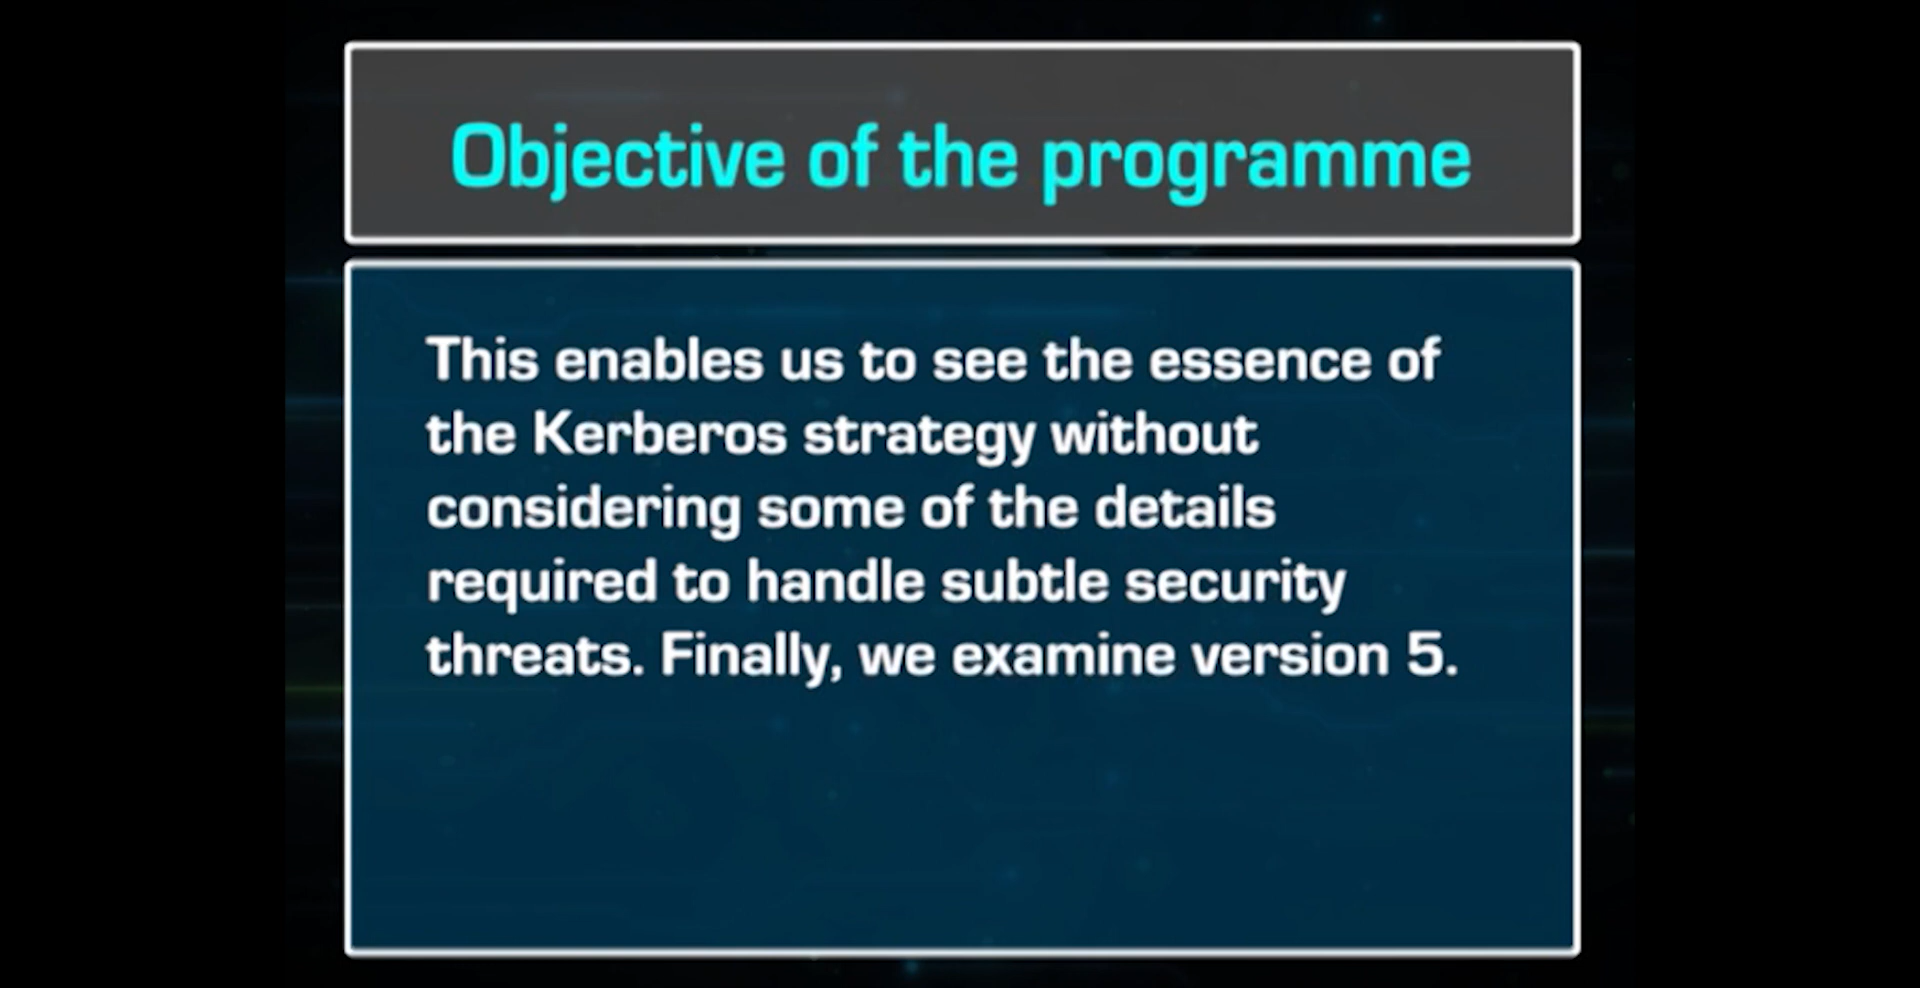 Objective of the programme
This enables us to see the essence of
the Kerberos strategy without
considering some of the details
required to handle subtle security
threats. Finally, we examine version 5.